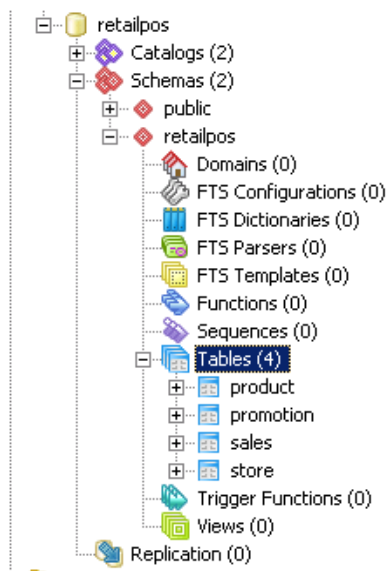 retailpos
Catalogs (2)
Schemas (2)
public
retailpos
Domains (0)
FTS Configurations (0)
FTS Dictionaries (0)
FTS Parsers (0)
FTS Templates (0)
Functions (0)
Sequences (0)
Tables (4)
product
promotion
sales
store
Trigger Functions (0)
Views (0)
Replication (0)